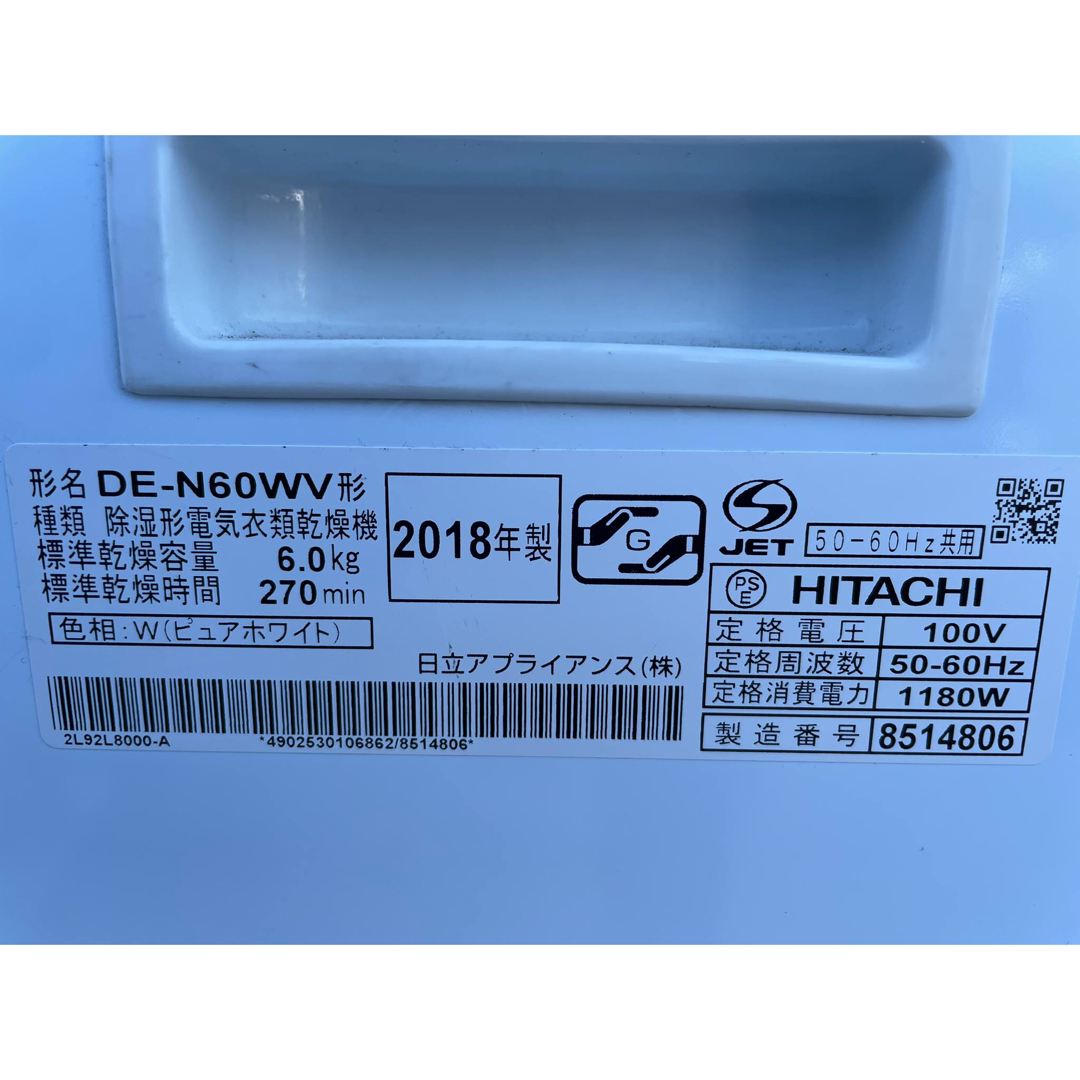 形名 DE-N60WV形
種類 除湿形電気衣類乾燥機
標準乾燥容量 6.0kg
標準乾燥時間 270min
色相:W(ピュアホワイト)
2018年製
G
JET
50-60Hz共用
PSE
HITACHI
定格電圧 100V
定格周波数 50-60Hz
定格消費電力 1180W
製造番号 8514806
日立アプライアンス(株)
2L92L8000-A
*4902530106862/8514806*